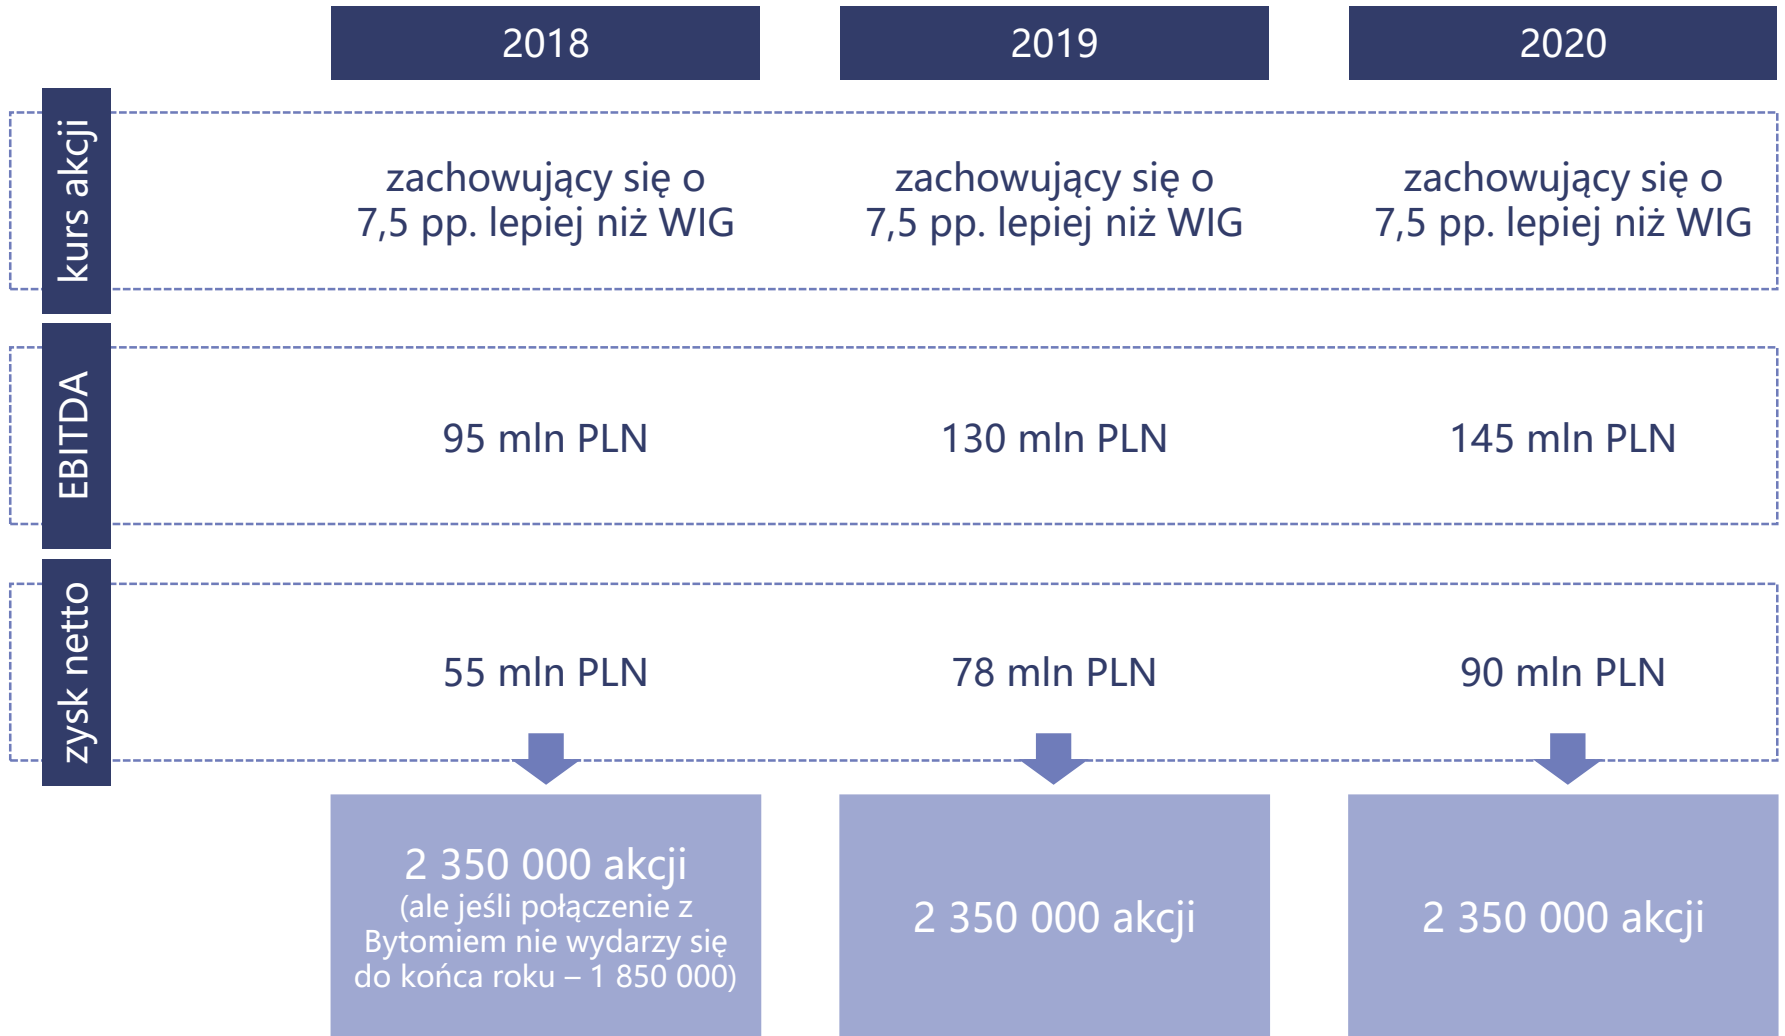 2018
2019
2020
kurs akcji
zachowujący się o
7,5 pp. lepiej niż WIG
zachowujący się o
7,5 pp. lepiej niż WIG
zachowujący się o
7,5 pp. lepiej niż WIG
EBITDA
95 mln PLN
130 mln PLN
145 mln PLN
zysk netto
55 mln PLN
78 mln PLN
90 mln PLN
2 350 000 akcji
(ale jeśli połączenie z
Bytomiem nie wydarzy się
do końca roku – 1 850 000)
2 350 000 akcji
2 350 000 akcji